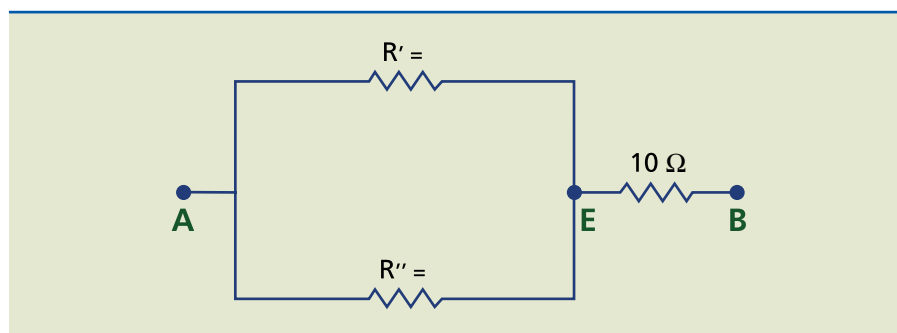 R′ =
10 Ω
A
E
B
R′′ =